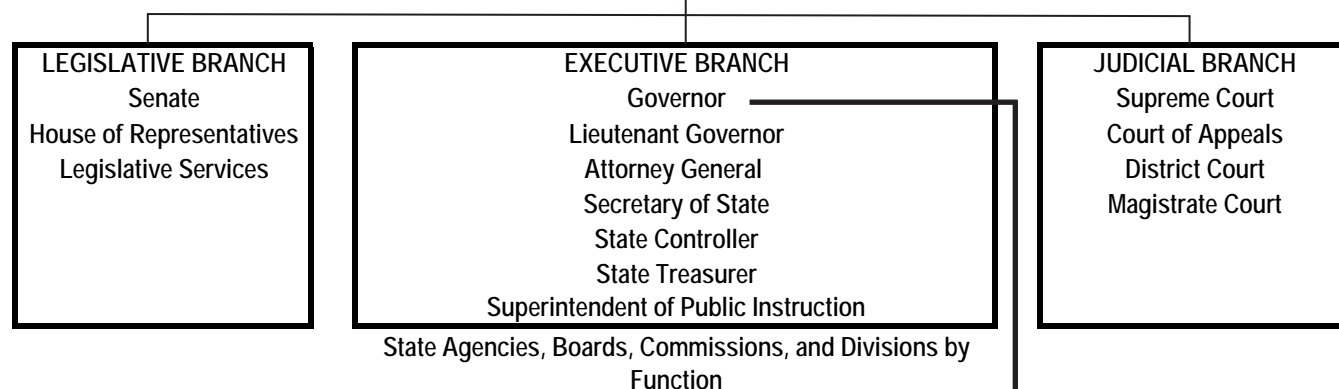 LEGISLATIVE BRANCH
Senate
House of Representatives
Legislative Services
EXECUTIVE BRANCH
Governor
Lieutenant Governor
Attorney General
Secretary of State
State Controller
State Treasurer
Superintendent of Public Instruction
JUDICIAL BRANCH
Supreme Court
Court of Appeals
District Court
Magistrate Court
State Agencies, Boards, Commissions, and Divisions by
Function